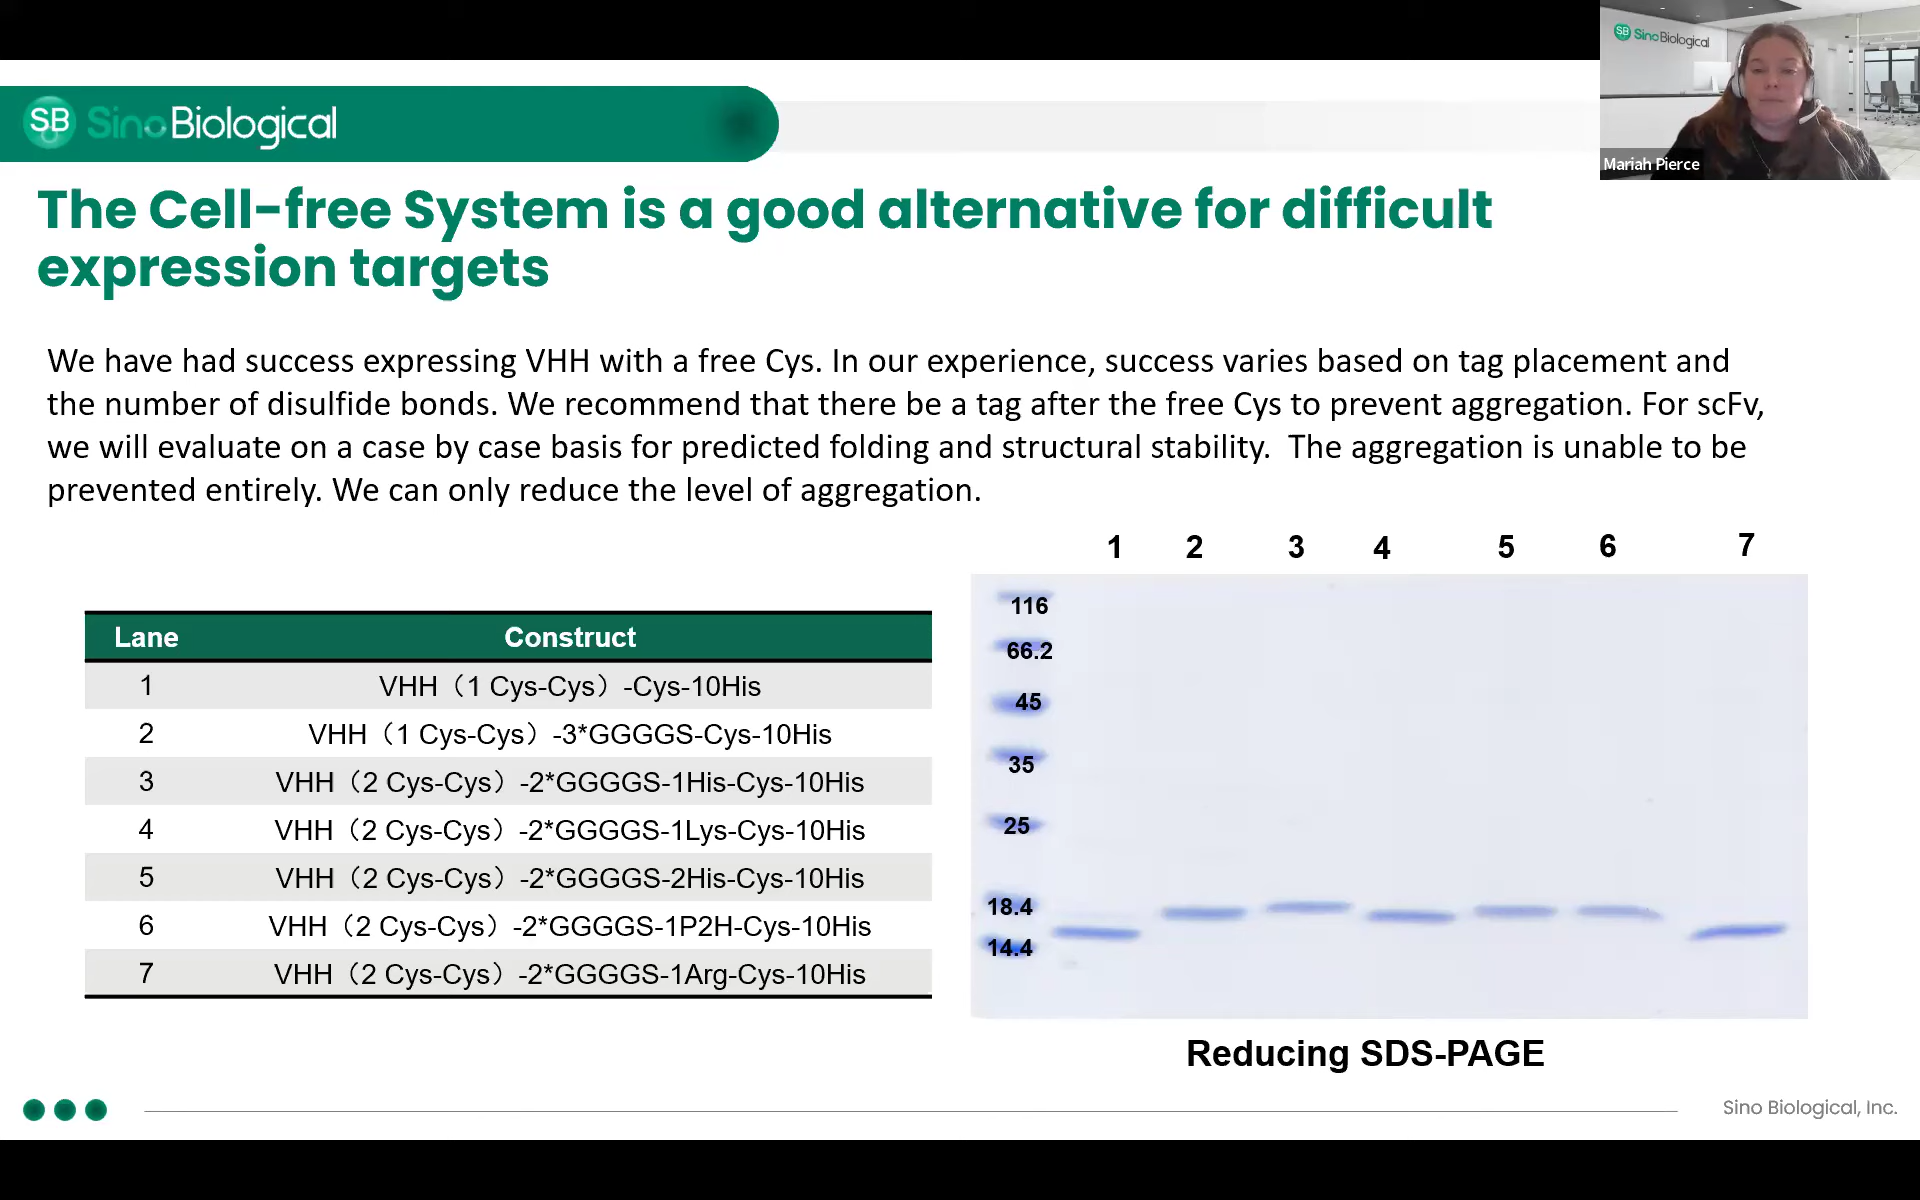 SB SinoBiological
Mariah Pierce
SB SinoBiological
The Cell-free System is a good alternative for difficult
expression targets
We have had success expressing VHH with a free Cys. In our experience, success varies based on tag placement and
the number of disulfide bonds. We recommend that there be a tag after the free Cys to prevent aggregation. For scFv,
we will evaluate on a case by case basis for predicted folding and structural stability.  The aggregation is unable to be
prevented entirely. We can only reduce the level of aggregation.
Lane Construct
1 VHH（1 Cys-Cys）-Cys-10His
2 VHH（1 Cys-Cys）-3*GGGGS-Cys-10His
3 VHH（2 Cys-Cys）-2*GGGGS-1His-Cys-10His
4 VHH（2 Cys-Cys）-2*GGGGS-1Lys-Cys-10His
5 VHH（2 Cys-Cys）-2*GGGGS-2His-Cys-10His
6 VHH（2 Cys-Cys）-2*GGGGS-1P2H-Cys-10His
7 VHH（2 Cys-Cys）-2*GGGGS-1Arg-Cys-10His
1 2 3 4 5 6 7
116
66.2
45
35
25
18.4
14.4
Reducing SDS-PAGE
Sino Biological, Inc.